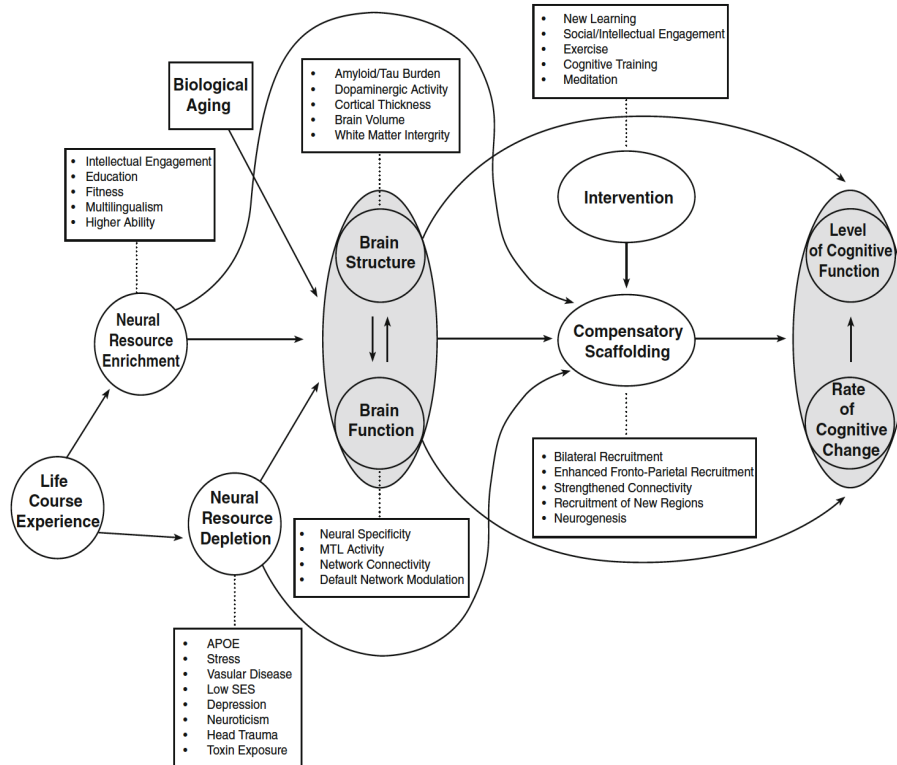 • New Learning
• Social/Intellectual Engagement
• Exercise
• Cognitive Training
• Meditation
Biological
Aging
• Amyloid/Tau Burden
• Dopaminergic Activity
• Cortical Thickness
• Brain Volume
• White Matter Intergrity
• Intellectual Engagement
• Education
• Fitness
• Multilingualism
• Higher Ability
Intervention
Brain
Structure
Level
of Cognitive
Function
Neural
Resource
Enrichment
Compensatory
Scaffolding
Brain
Function
Rate
of
Cognitive
Change
Life
Course
Experience
Neural
Resource
Depletion
• Bilateral Recruitment
• Enhanced Fronto-Parietal Recruitment
• Strengthened Connectivity
• Recruitment of New Regions
• Neurogenesis
• Neural Specificity
• MTL Activity
• Network Connectivity
• Default Network Modulation
• APOE
• Stress
• Vasular Disease
• Low SES
• Depression
• Neuroticism
• Head Trauma
• Toxin Exposure